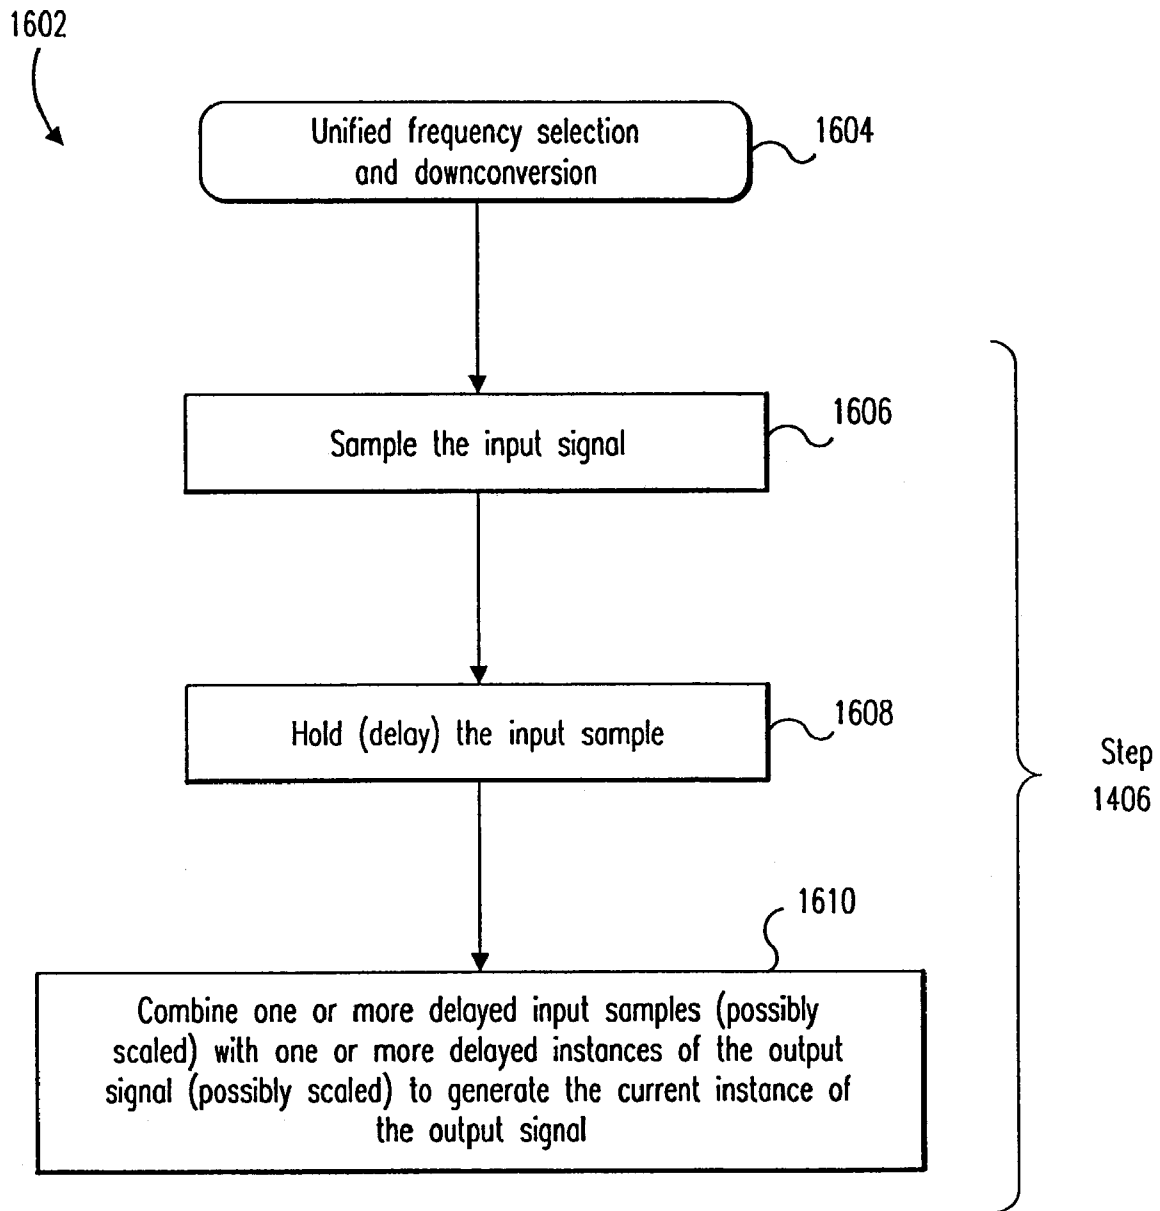 1602
Unified frequency selection
and downconversion
1604
Sample the input signal
1606
Hold (delay) the input sample
1608
Step
1406
1610
Combine one or more delayed input samples (possibly
scaled) with one or more delayed instances of the output
signal (possibly scaled) to generate the current instance of
the output signal